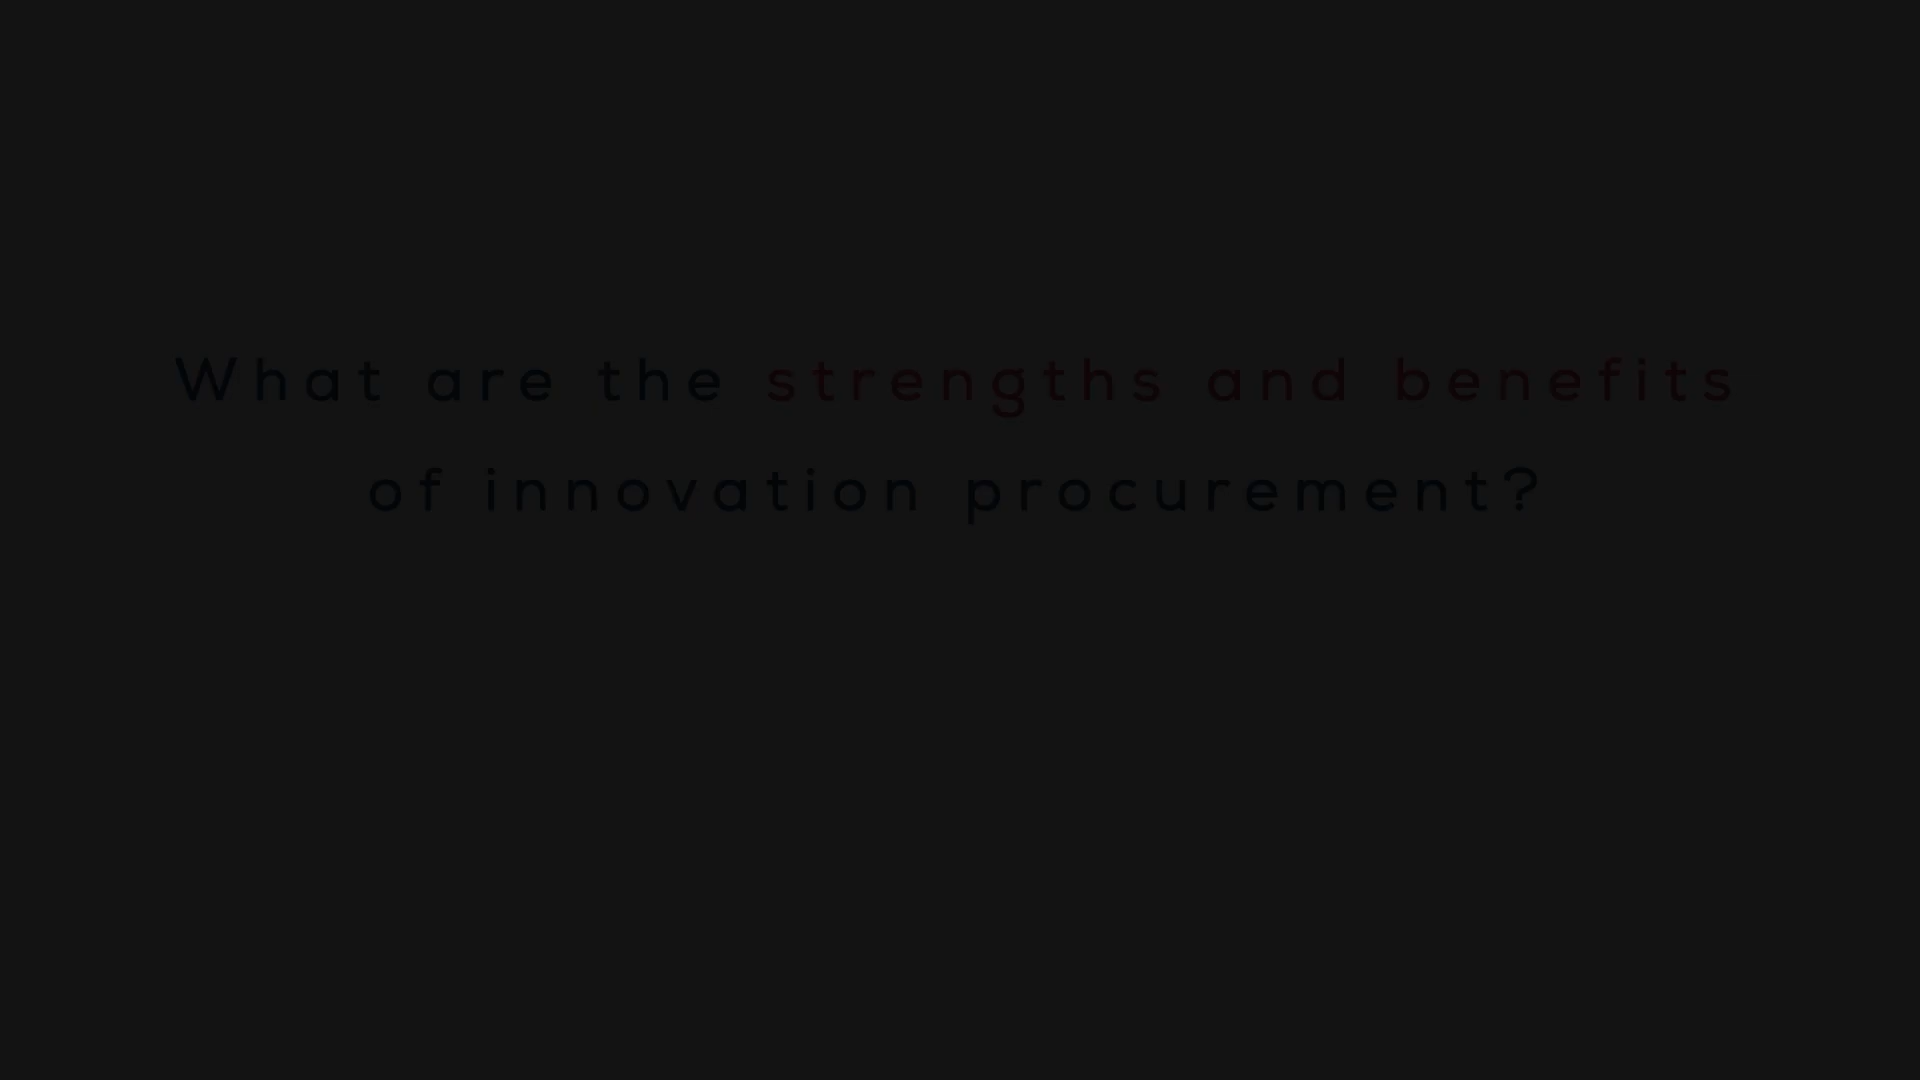 What are the strengths and benefits
of innovation procurement?